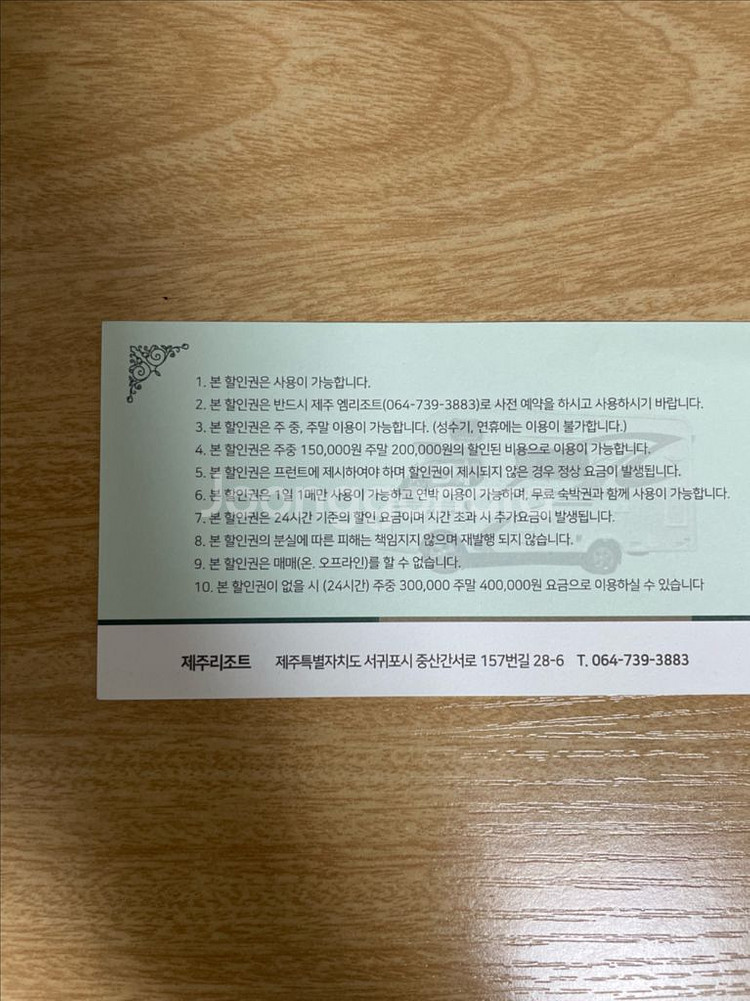 1. 본 할인권은 사용이 가능합니다.
2. 본 할인권은 반드시 제주 엠리조트(064-739-3883)로 사전 예약을 하시고 사용하시기 바랍니다.
3. 본 할인권은 주 중, 주말 이용이 가능합니다. (성수기, 연휴에는 이용이 불가합니다.)
4. 본 할인권은 주중 150,000원 주말 200,000원의 할인된 비용으로 이용이 가능합니다.
5. 본 할인권은 프런트에 제시하여야 하며 할인권이 제시되지 않은 경우 정상 요금이 발생됩니다.
6. 본 할인권은 1일 1매만 사용이 가능하고 연박 이용이 가능하며, 무료 숙박권과 함께 사용이 가능합니다.
7. 본 할인권은 24시간 기준의 할인 요금이며 시간 초과 시 추가요금이 발생됩니다.
8. 본 할인권의 분실에 따른 피해는 책임지지 않으며 재발행 되지 않습니다.
9. 본 할인권은 매매(온. 오프라인)를 할 수 없습니다.
10. 본 할인권이 없을 시 (24시간) 주중 300,000 주말 400,000원 요금으로 이용하실 수 있습니다
제주리조트 제주특별자치도 서귀포시 중산간서로 157번길 28-6 T. 064-739-3883